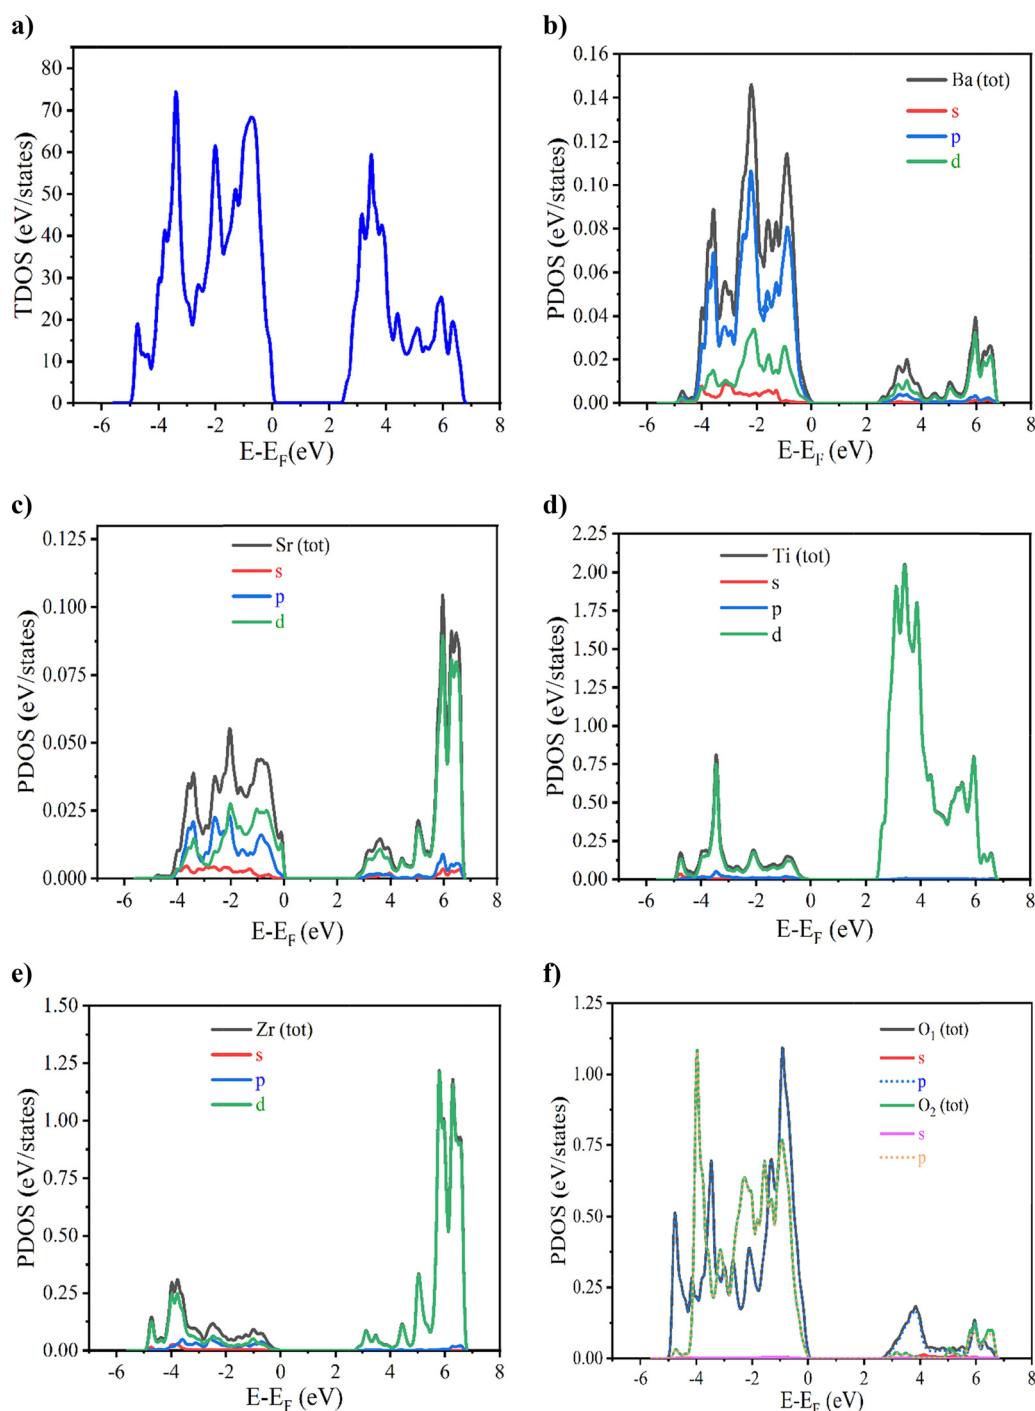 a)
80
70
60
50
40
30
20
10
0
TDOS (eV/states)
-6 -4 -2 0 2 4 6 8
E-E_F(eV)
b)
0.16
0.14
0.12
0.10
0.08
0.06
0.04
0.02
0.00
PDOS (eV/states)
Ba (tot)
s
p
d
-6 -4 -2 0 2 4 6 8
E-E_F (eV)
c)
0.125
0.100
0.075
0.050
0.025
0.000
PDOS (eV/states)
Sr (tot)
s
p
d
-6 -4 -2 0 2 4 6 8
E-E_F (eV)
d)
2.25
2.00
1.75
1.50
1.25
1.00
0.75
0.50
0.25
0.00
PDOS (eV/states)
Ti (tot)
s
p
d
-6 -4 -2 0 2 4 6 8
E-E_F (eV)
e)
1.50
1.25
1.00
0.75
0.50
0.25
0.00
PDOS (eV/states)
Zr (tot)
s
p
d
-6 -4 -2 0 2 4 6 8
E-E_F (eV)
f)
1.25
1.00
0.75
0.50
0.25
0.00
PDOS (eV/states)
O_1 (tot)
s
p
O_2 (tot)
s
p
-6 -4 -2 0 2 4 6 8
E-E_F (eV)